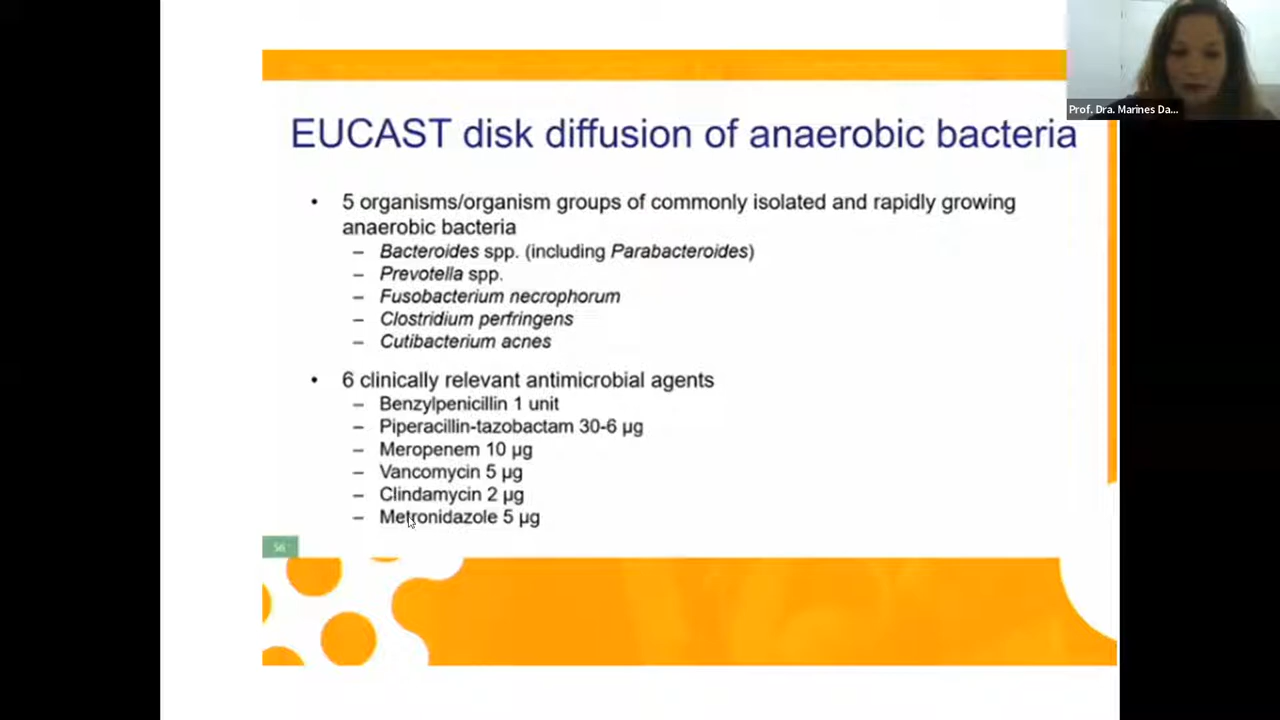 Prof. Dra. Marines Da...
EUCAST disk diffusion of anaerobic bacteria
• 5 organisms/organism groups of commonly isolated and rapidly growing
anaerobic bacteria
– Bacteroides spp. (including Parabacteroides)
– Prevotella spp.
– Fusobacterium necrophorum
– Clostridium perfringens
– Cutibacterium acnes
• 6 clinically relevant antimicrobial agents
– Benzylpenicillin 1 unit
– Piperacillin-tazobactam 30-6 µg
– Meropenem 10 µg
– Vancomycin 5 µg
– Clindamycin 2 µg
– Metronidazole 5 µg